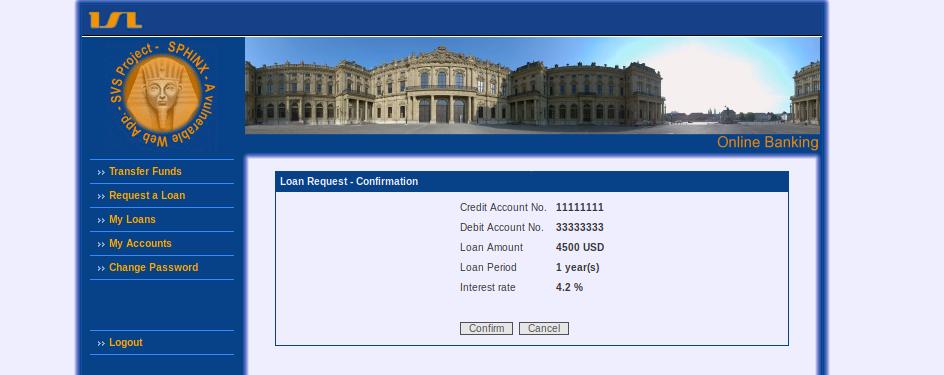 ISL
SVS Project - SPHINX - A vulnerable Web App. -
Online Banking
Transfer Funds
Request a Loan
My Loans
My Accounts
Change Password
Logout
Loan Request - Confirmation
Credit Account No. 11111111
Debit Account No. 33333333
Loan Amount 4500 USD
Loan Period 1 year(s)
Interest rate 4.2 %
Confirm Cancel